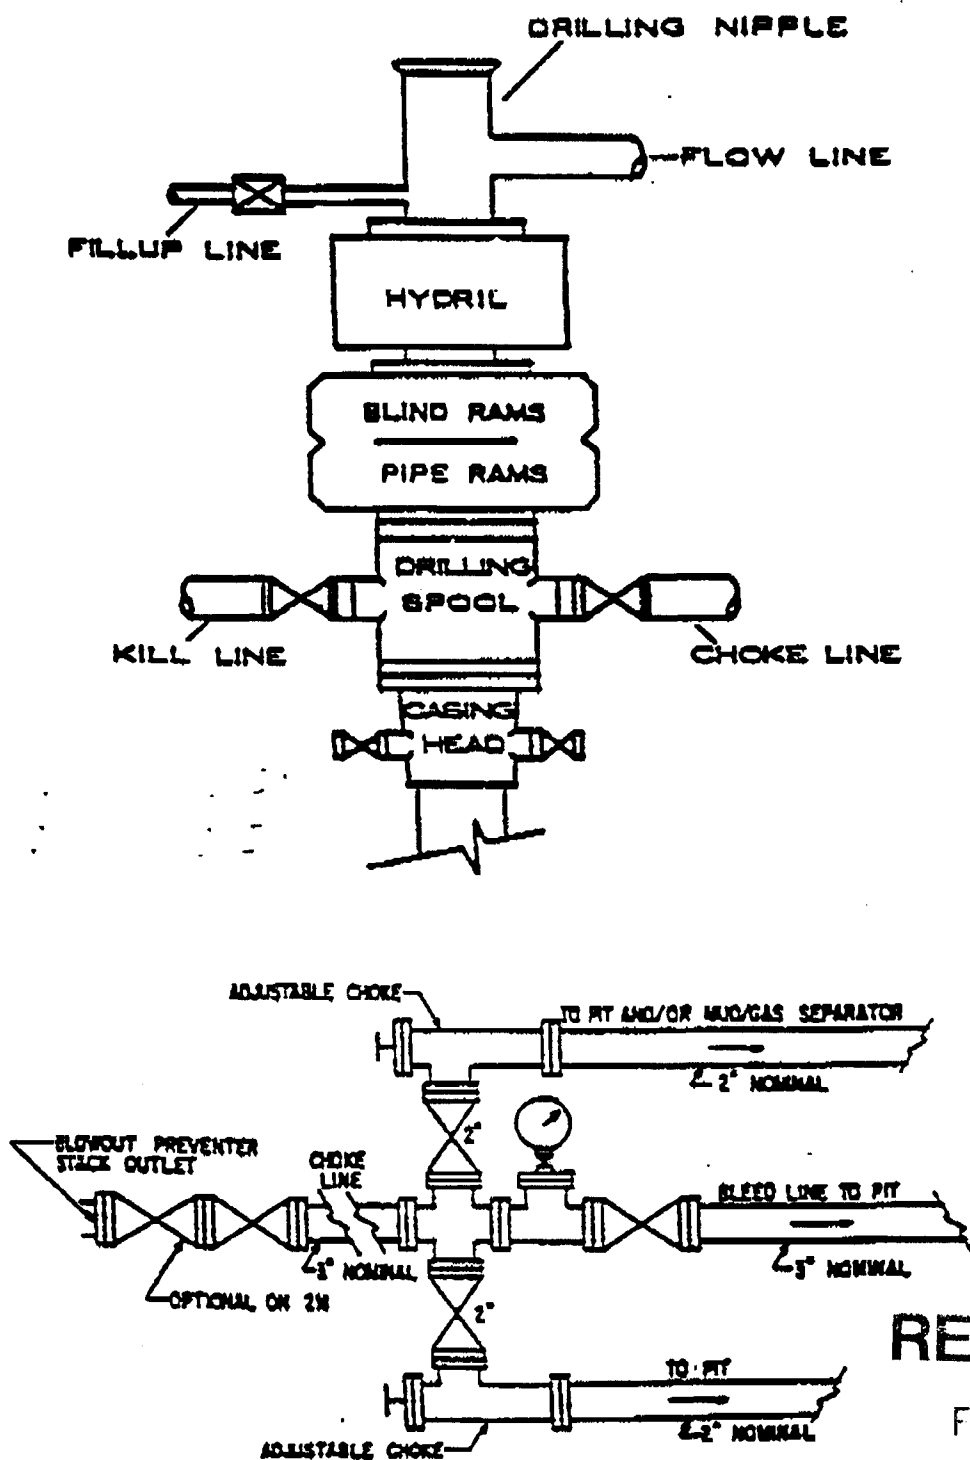 DRILLING NIPPLE
FLOW LINE
FILLUP LINE
HYDRIL
BLIND RAMS
PIPE RAMS
DRILLING
SPOOL
KILL LINE
CHOKE LINE
CASING
HEAD
ADJUSTABLE CHOKE
TO PIT AND/OR MUD/GAS SEPARATOR
2" NOMINAL
2"
BLOWOUT PREVENTER
STACK OUTLET
CHOKE
LINE
BLEED LINE TO PIT
3" NOMINAL
3" NOMINAL
OPTIONAL ON 2M
2"
RE
TO PIT
F
2" NOMINAL
ADJUSTABLE CHOKE